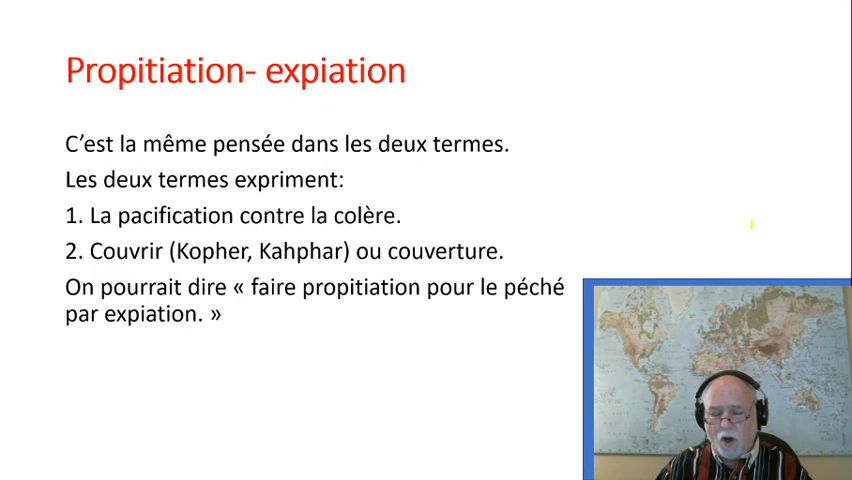 Propitiation- expiation
C’est la même pensée dans les deux termes.
Les deux termes expriment:
1. La pacification contre la colère.
2. Couvrir (Kopher, Kahphar) ou couverture.
On pourrait dire « faire propitiation pour le péché
par expiation. »